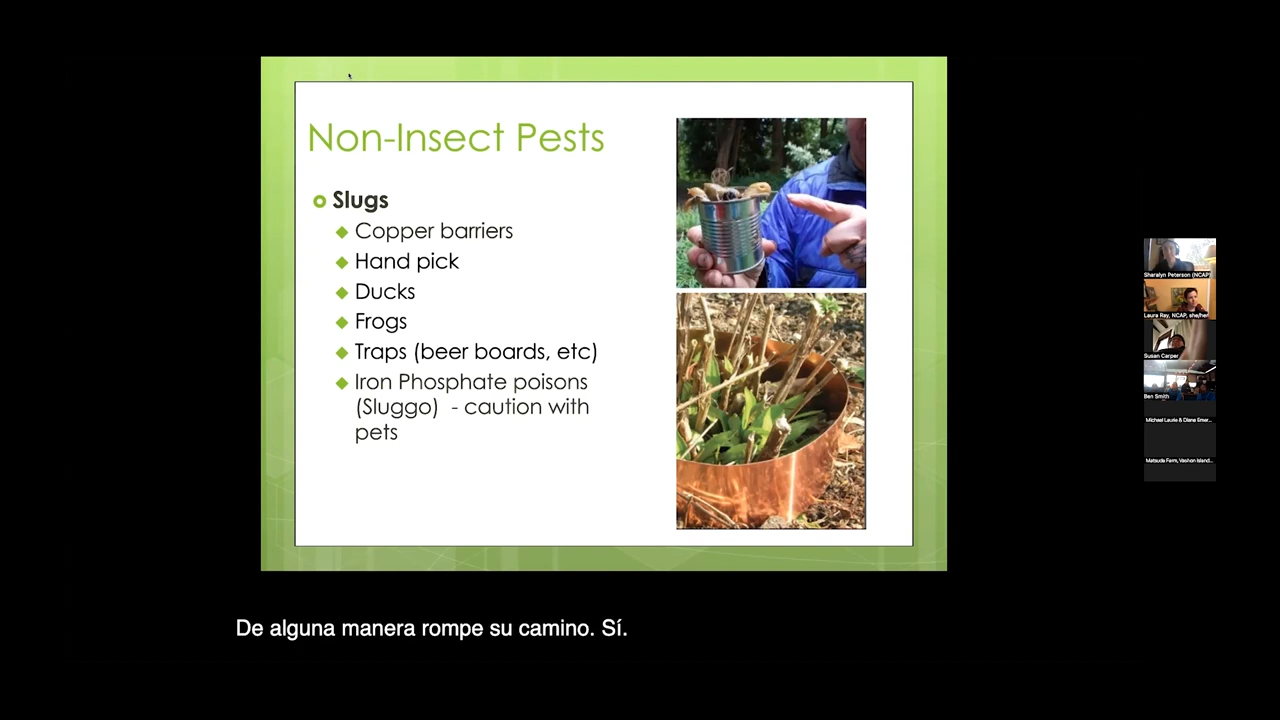 Non-Insect Pests
Slugs
Copper barriers
Hand pick
Ducks
Frogs
Traps (beer boards, etc)
Iron Phosphate poisons
(Sluggo) - caution with
pets
Sharalyn Peterson (NCAP)
Laura Ray, NCAP, she/her
Susan Carper
Ben Smith
Michael Laurie & Diane Emer...
Matsuda Farm, Vashon Island...
De alguna manera rompe su camino. Sí.